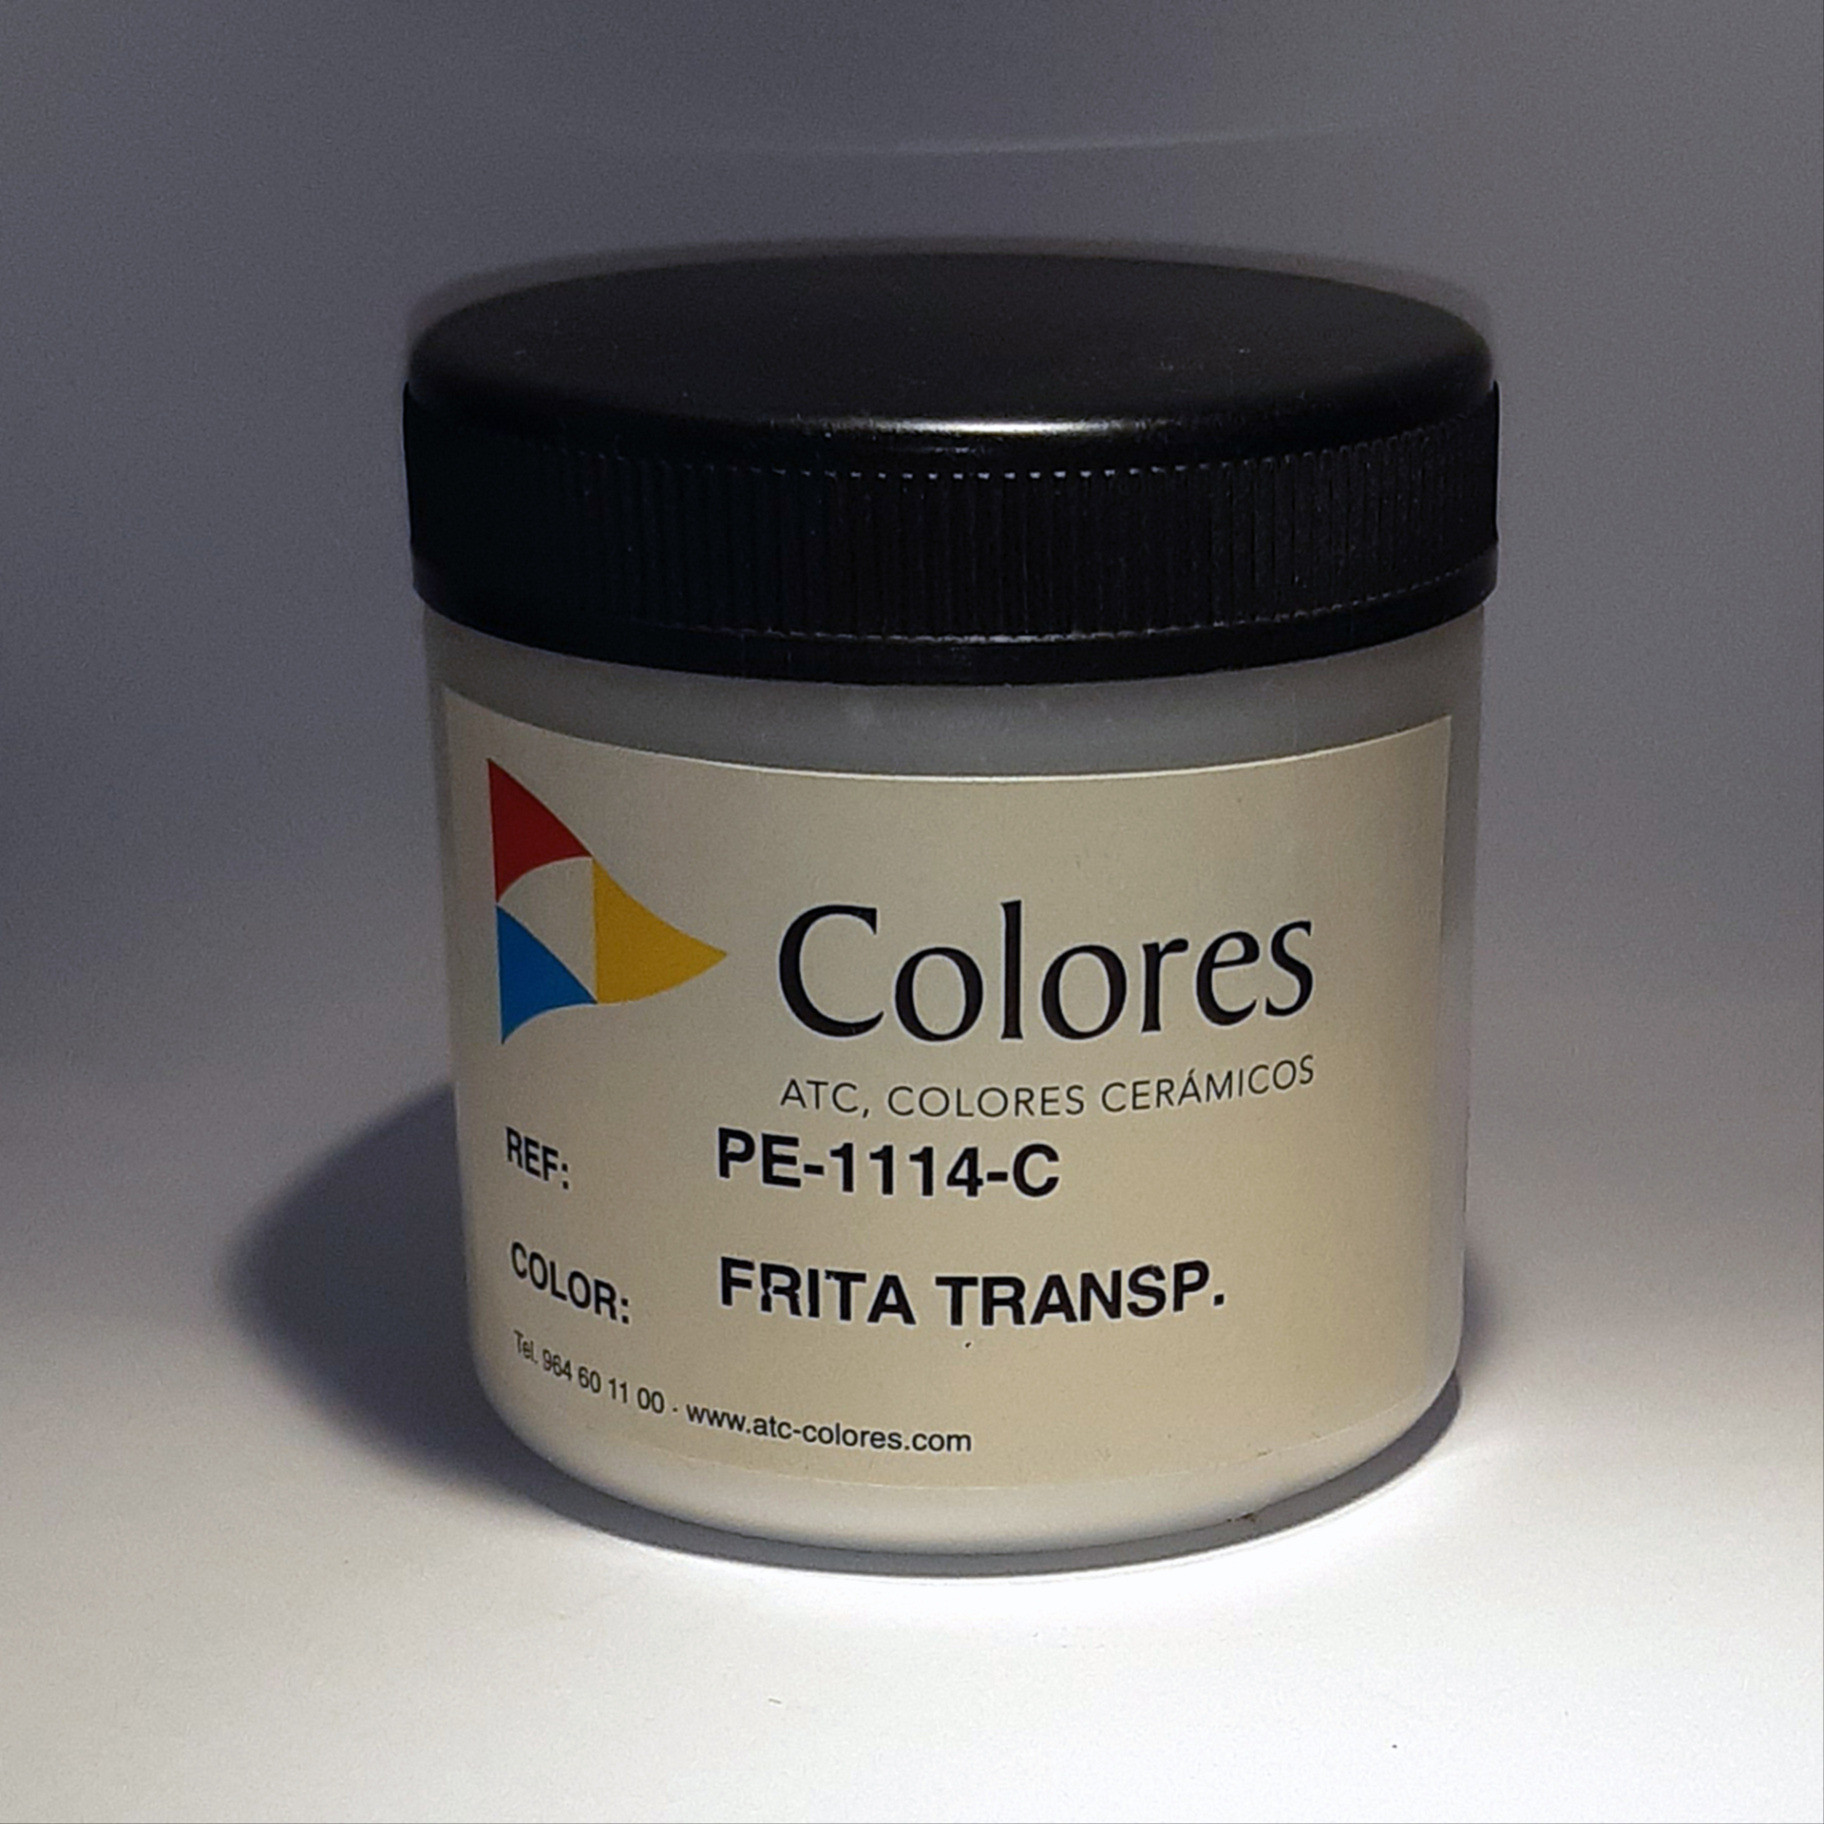 Colores
ATC, COLORES CERÁMICOS
REF: PE-1114-C
COLOR: FRITA TRANSP.
Tel. 964 60 11 00 - www.atc-colores.com